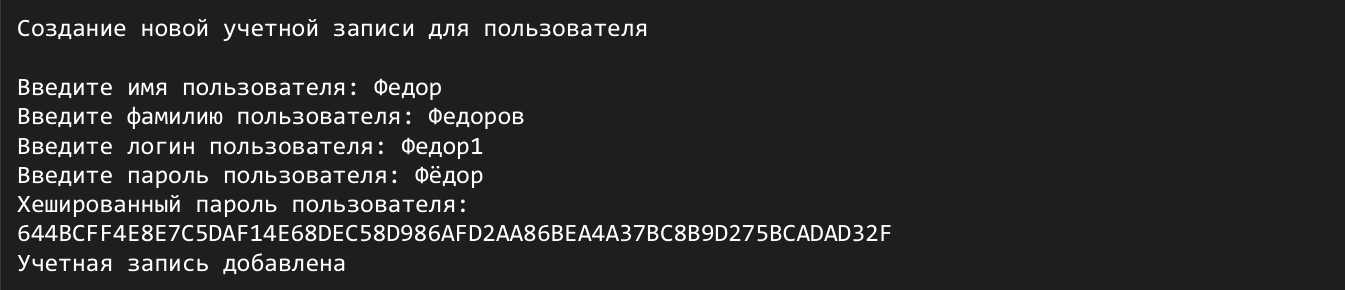 Создание новой учетной записи для пользователя
Введите имя пользователя: Федор
Введите фамилию пользователя: Федоров
Введите логин пользователя: Федор1
Введите пароль пользователя: Фёдор
Хешированный пароль пользователя:
644BCFF4E8E7C5DAF14E68DEC58D986AFD2AA86BEA4A37BC8B9D275BCADAD32F
Учетная запись добавлена